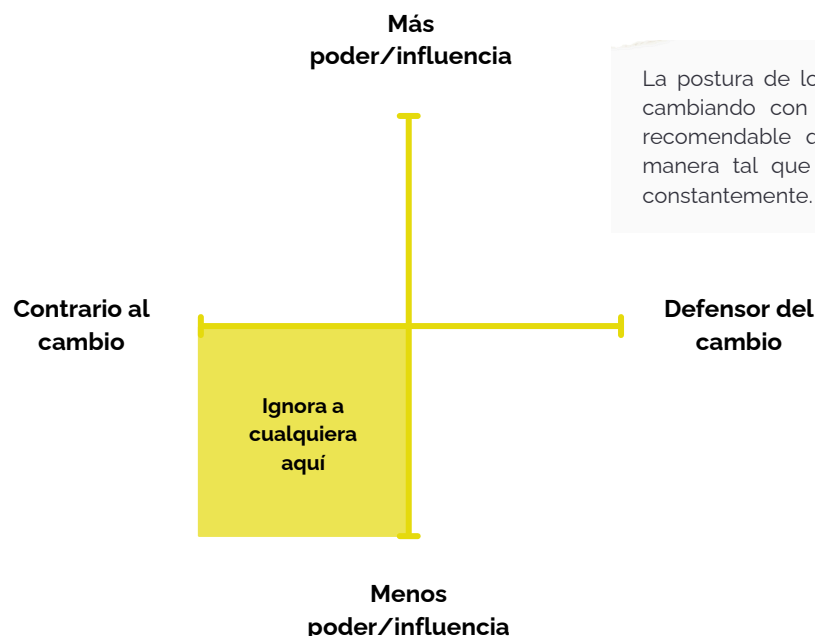 Más
poder/influencia
La postura de
cambiando con
recomendable
manera tal que
constantemente.
Contrario al
cambio
Defensor del
cambio
Ignora a
cualquiera
aquí
Menos
poder/influencia